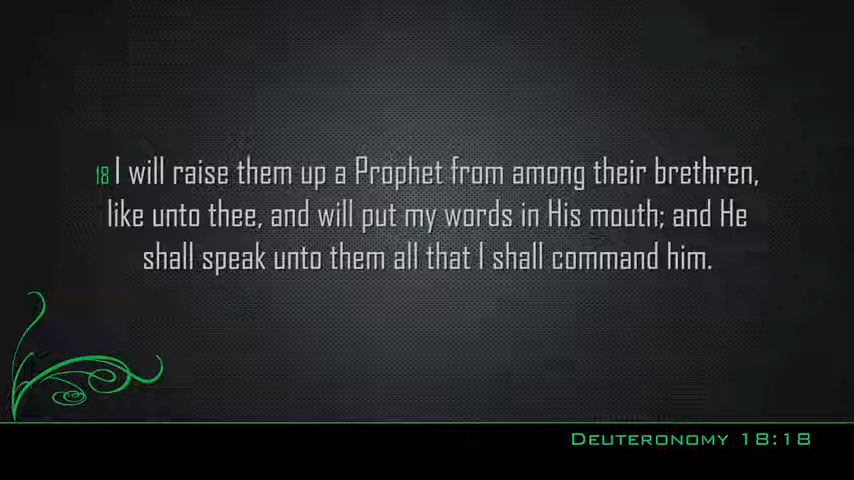 18 I will raise them up a Prophet from among their brethren,
like unto thee, and will put my words in His mouth; and He
shall speak unto them all that I shall command him.
Deuteronomy 18:18